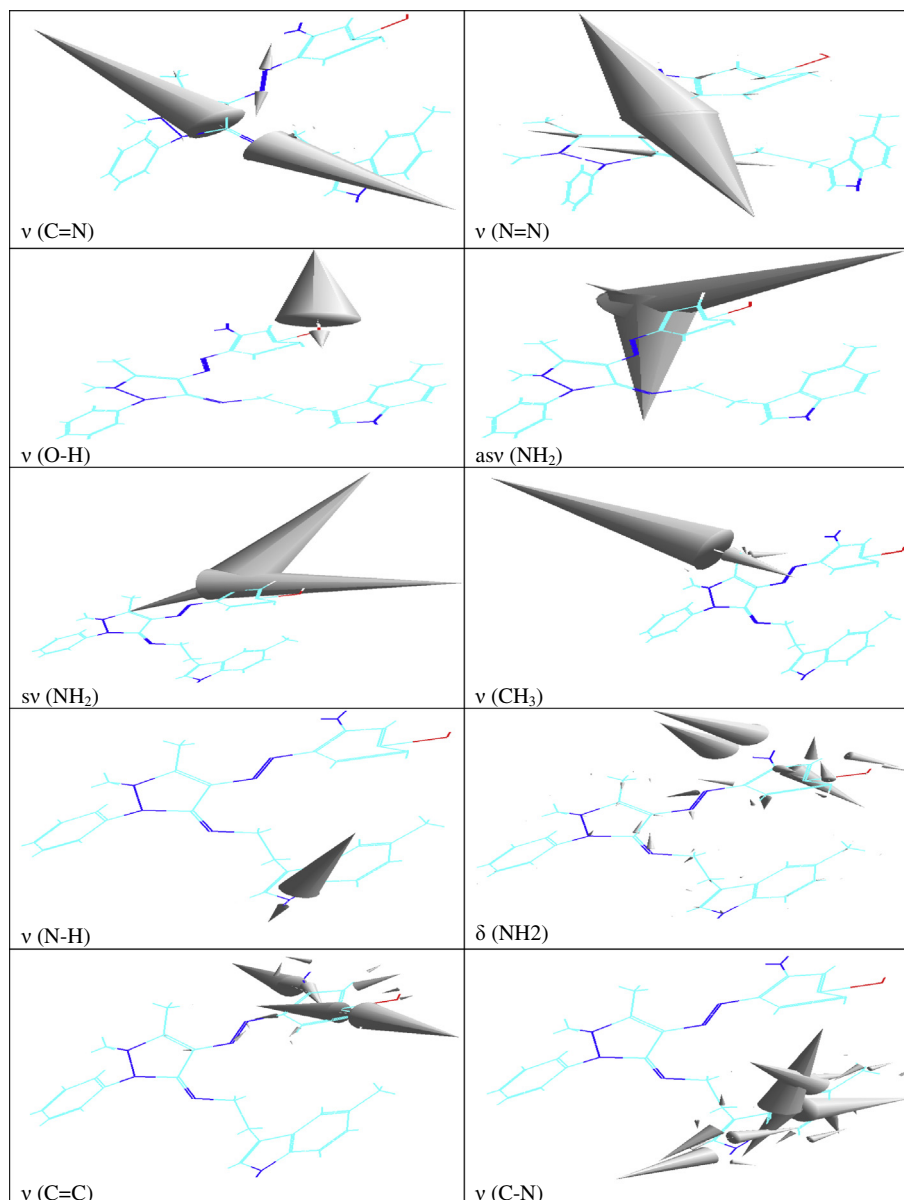 ν (C=N)
ν (N=N)
ν (O-H)
asν (NH₂)
sν (NH₂)
ν (CH₃)
ν (N-H)
δ (NH2)
ν (C=C)
ν (C-N)